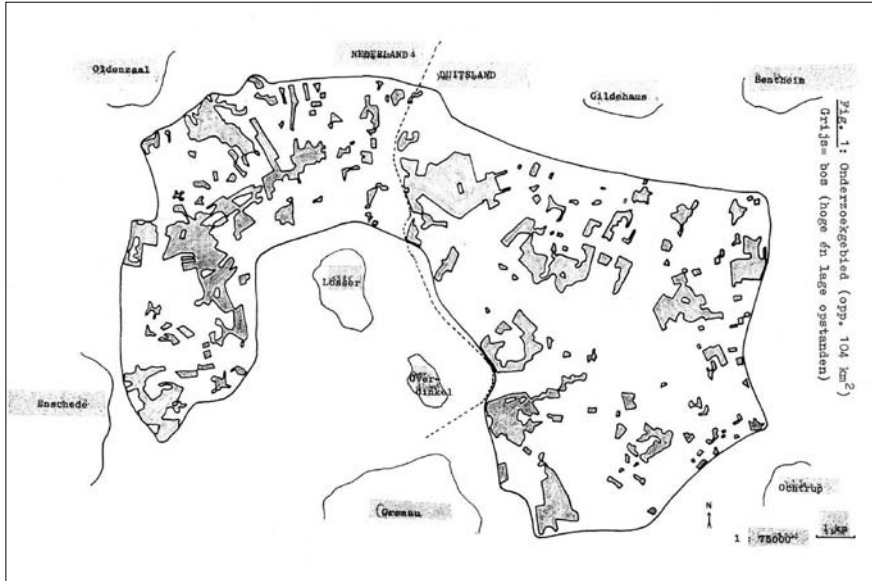 NEDERLAND
DUITSLAND
Oldenzaal
Gildehaus
Bentheim
Fig. 1: Onderzoekgebied (opp. 104 km²)
Grijs= bos (hoge én lage opstanden)
Losser
Over-
dinkel
Enschede
Gronau
Ochtrup
N
1 : 75000
1 km